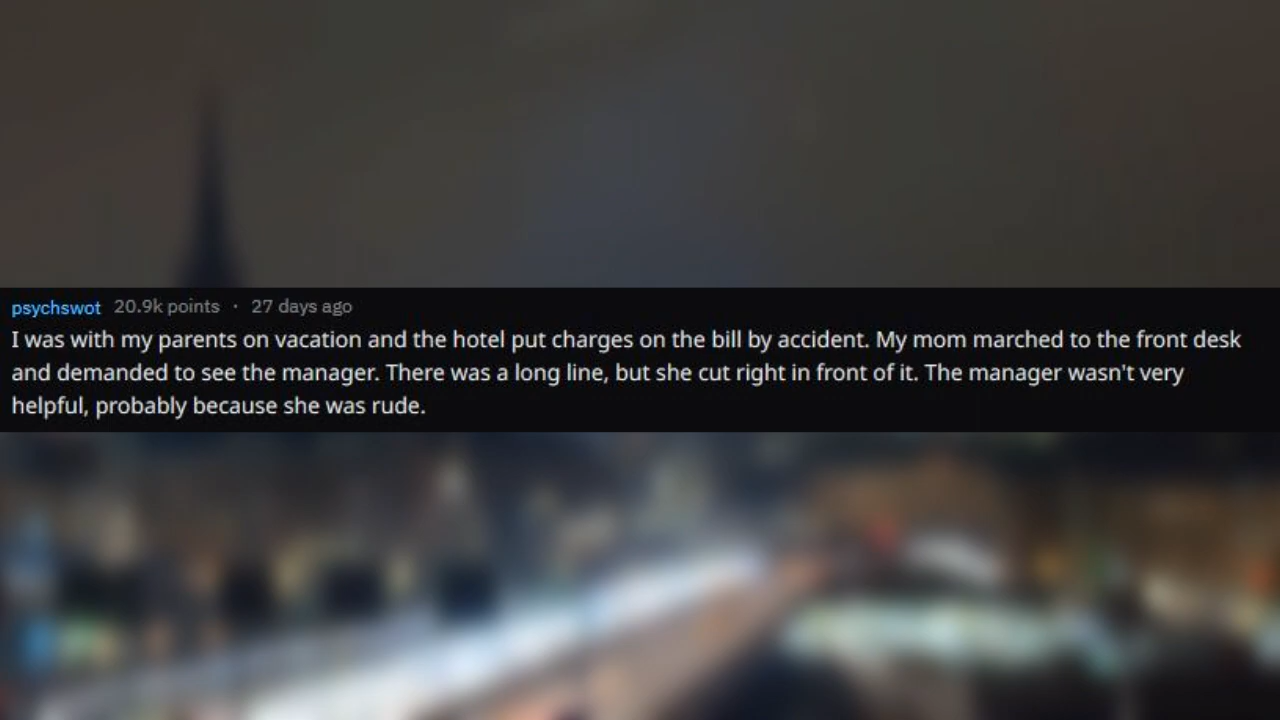 psychswot 20.9k points · 27 days ago
I was with my parents on vacation and the hotel put charges on the bill by accident. My mom marched to the front desk
and demanded to see the manager. There was a long line, but she cut right in front of it. The manager wasn't very
helpful, probably because she was rude.